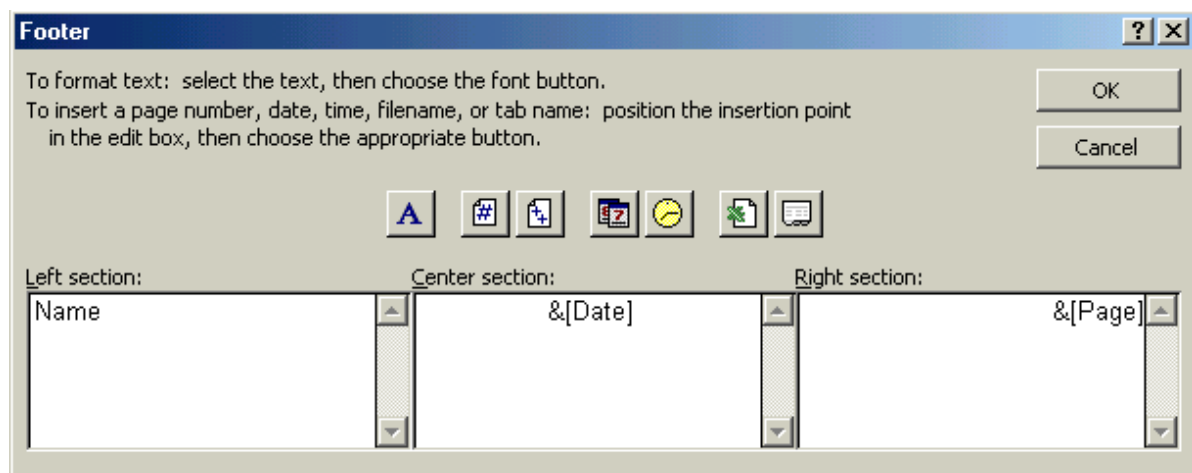 Footer
To format text:  select the text, then choose the font button.
To insert a page number, date, time, filename, or tab name:  position the insertion point
in the edit box, then choose the appropriate button.
OK
Cancel
A
Left section:
Center section:
Right section:
Name
&[Date]
&[Page]